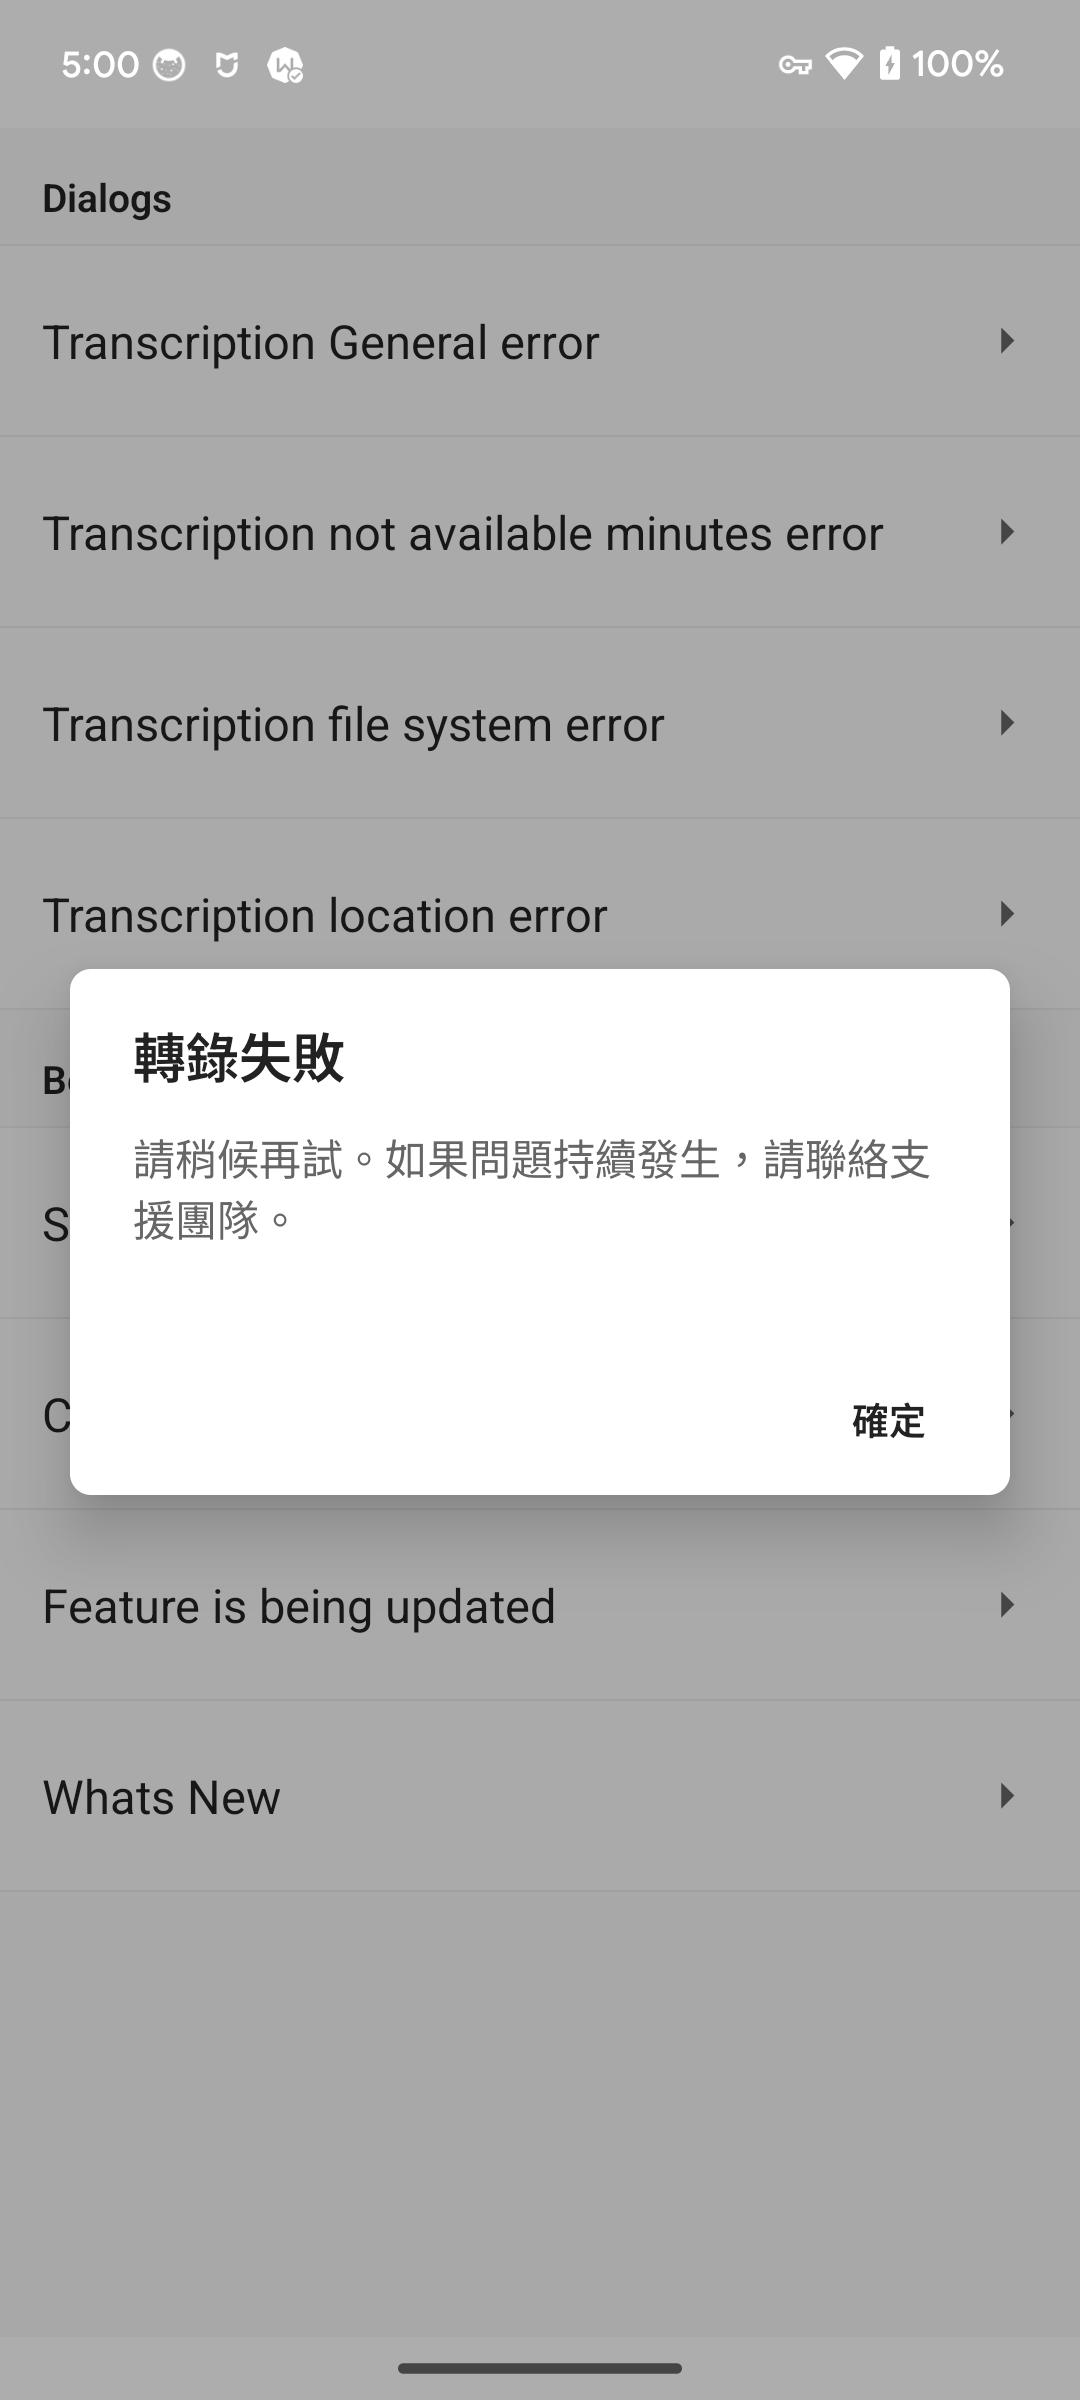 5:00
100%
Dialogs
Transcription General error
Transcription not available minutes error
Transcription file system error
Transcription location error
轉錄失敗
請稍候再試。如果問題持續發生，請聯絡支
援團隊。
確定
Feature is being updated
Whats New